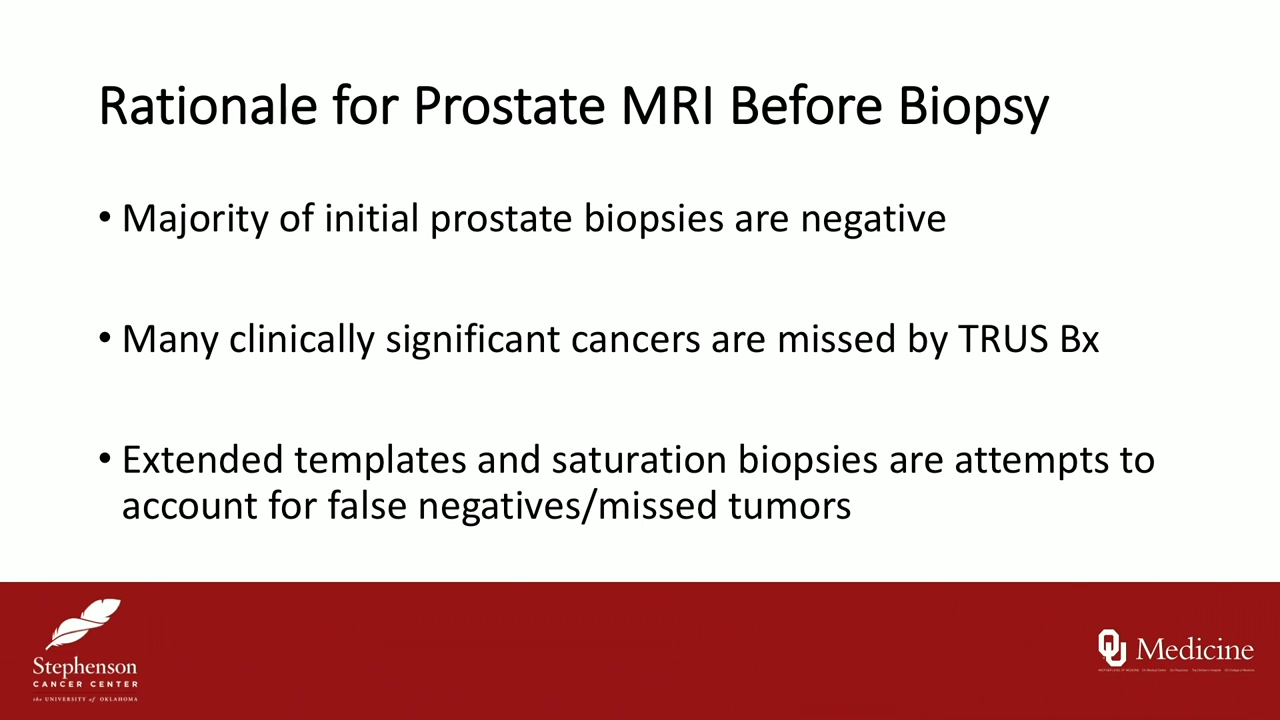 Rationale for Prostate MRI Before Biopsy
• Majority of initial prostate biopsies are negative
• Many clinically significant cancers are missed by TRUS Bx
• Extended templates and saturation biopsies are attempts to
account for false negatives/missed tumors
Stephenson
CANCER CENTER
the UNIVERSITY of OKLAHOMA
OU Medicine